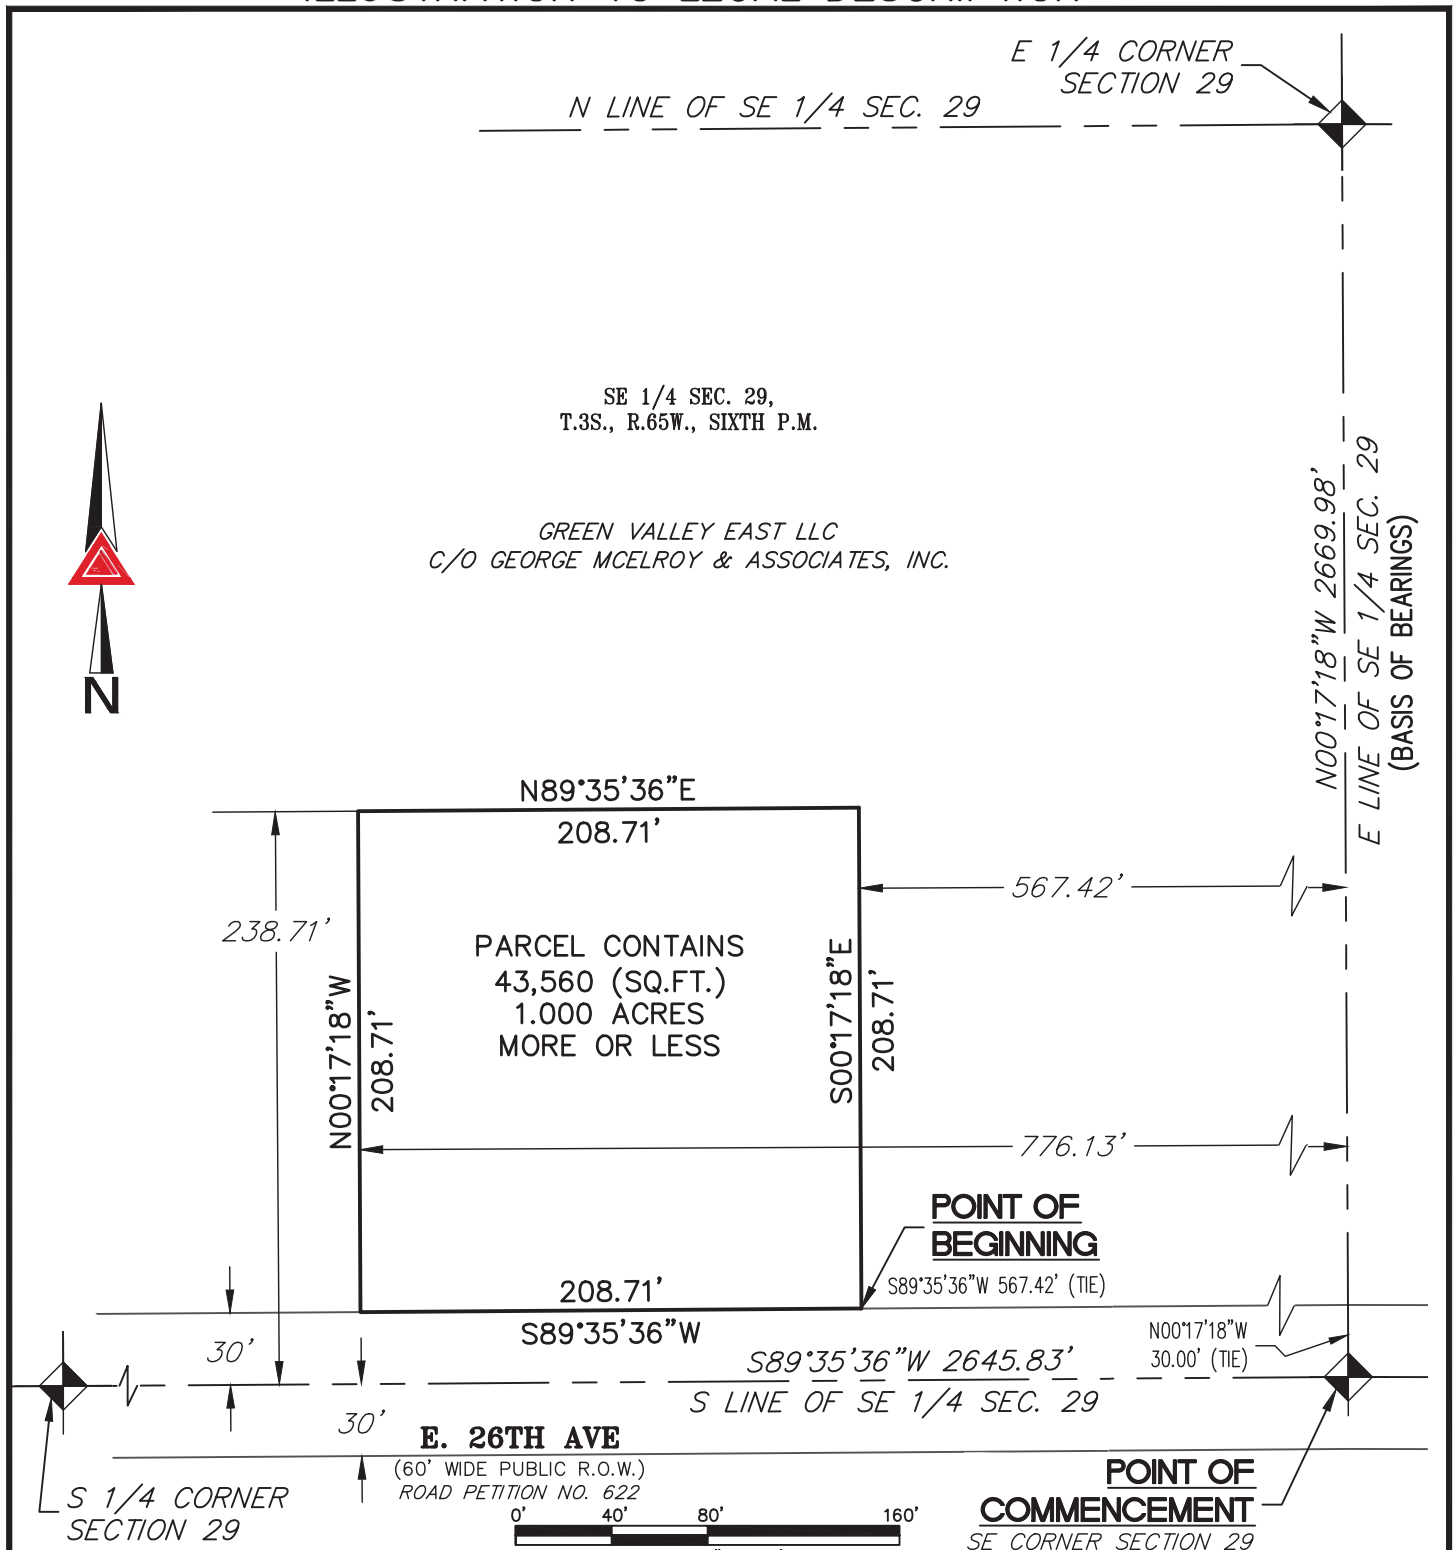 ILLUSTRATION TO LEGAL DESCRIPTION
E 1/4 CORNER
SECTION 29
N LINE OF SE 1/4 SEC. 29
SE 1/4 SEC. 29,
T.3S., R.65W., SIXTH P.M.
GREEN VALLEY EAST LLC
C/O GEORGE MCELROY & ASSOCIATES, INC.
N00°17'18"W 2669.98'
E LINE OF SE 1/4 SEC. 29
(BASIS OF BEARINGS)
N
N89°35'36"E
208.71'
567.42'
238.71'
PARCEL CONTAINS
43,560 (SQ.FT.)
1.000 ACRES
MORE OR LESS
N00°17'18"W
208.71'
S00°17'18"E
208.71'
776.13'
POINT OF
BEGINNING
S89°35'36"W 567.42' (TIE)
208.71'
S89°35'36"W
30'
N00°17'18"W
30.00' (TIE)
S89°35'36"W 2645.83'
S LINE OF SE 1/4 SEC. 29
30'
E. 26TH AVE
(60' WIDE PUBLIC R.O.W.)
ROAD PETITION NO. 622
S 1/4 CORNER
SECTION 29
POINT OF
COMMENCEMENT
SE CORNER SECTION 29
0' 40' 80' 160'